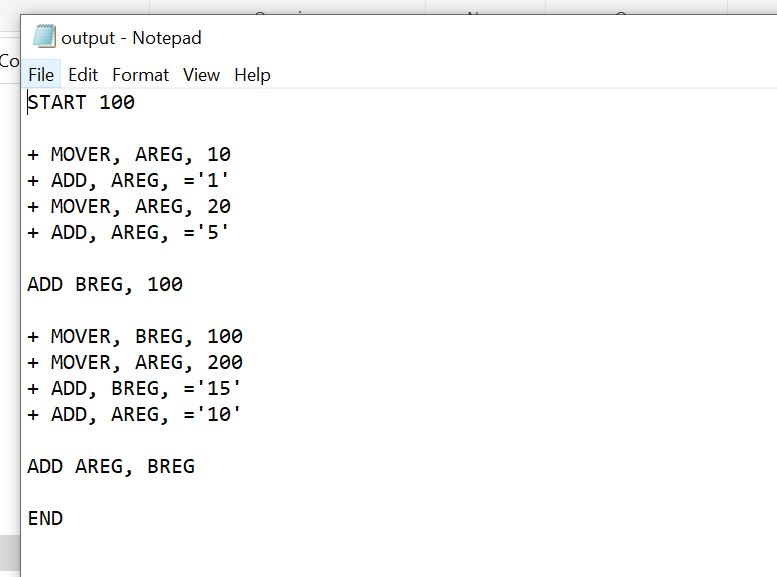 Co
output - Notepad
File Edit Format View Help
START 100
+ MOVER, AREG, 10
+ ADD, AREG, ='1'
+ MOVER, AREG, 20
+ ADD, AREG, ='5'
ADD BREG, 100
+ MOVER, BREG, 100
+ MOVER, AREG, 200
+ ADD, BREG, ='15'
+ ADD, AREG, ='10'
ADD AREG, BREG
END